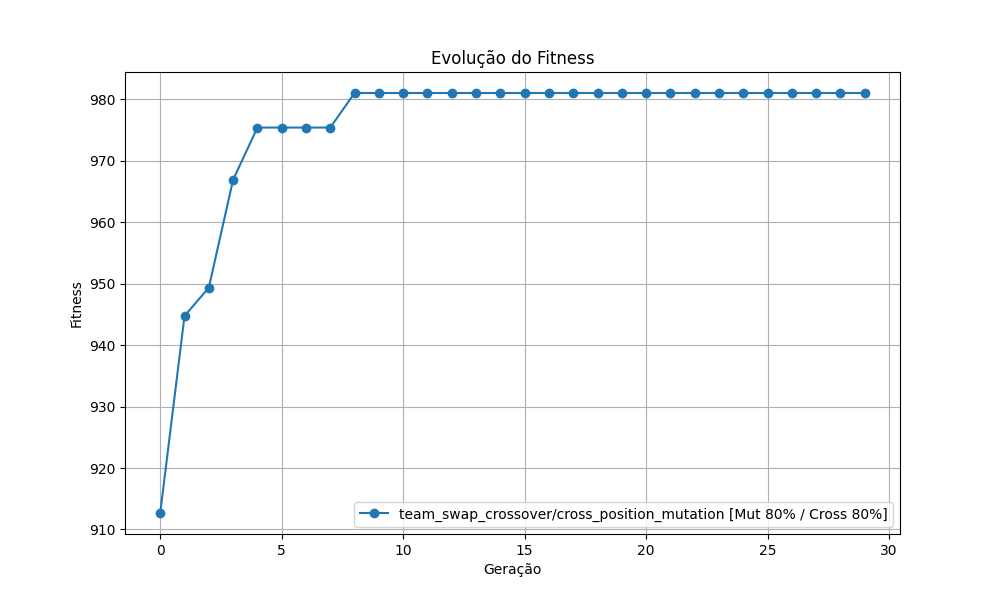 Evolução do Fitness
Fitness
980
970
960
950
940
930
920
910
team_swap_crossover/cross_position_mutation [Mut 80% / Cross 80%]
0 5 10 15 20 25 30
Geração